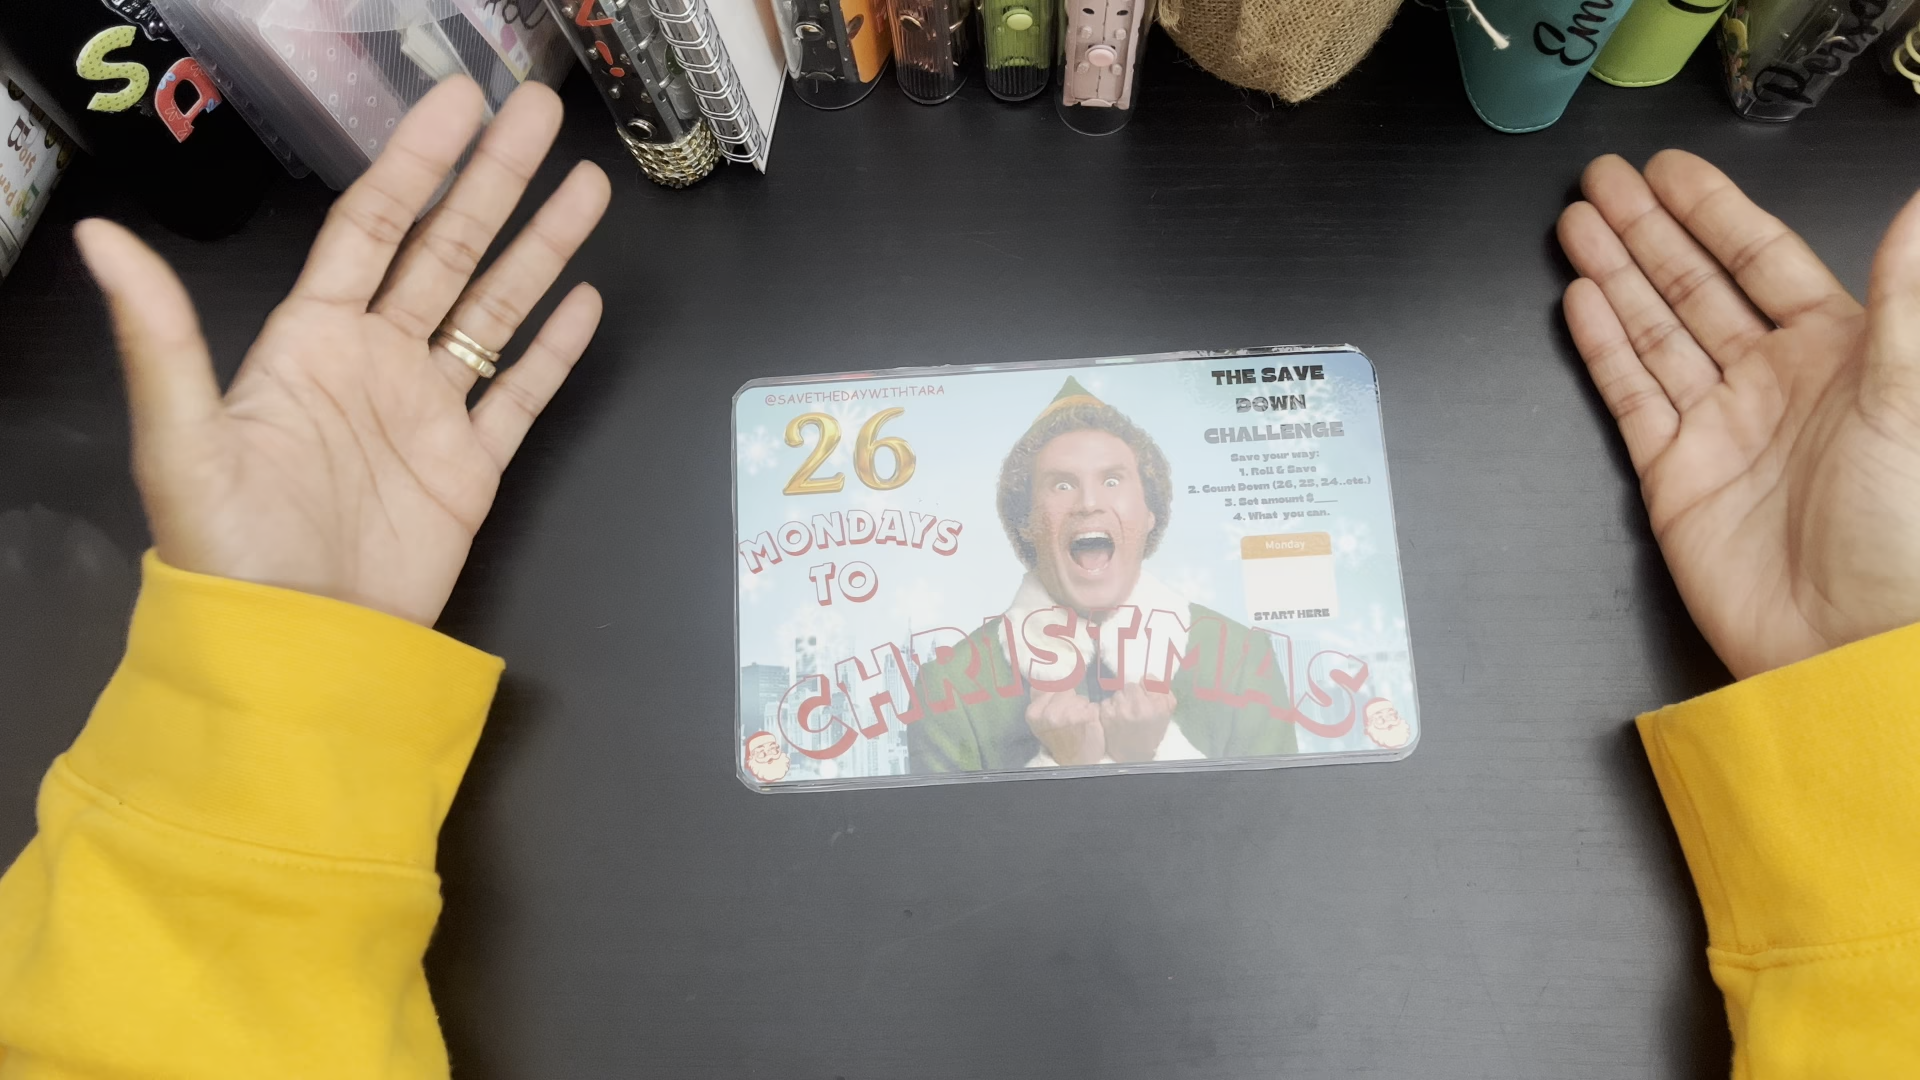 @SAVETHEDAYWITHTARA
26
MONDAYS
TO
CHRISTMAS
THE SAVE
DOWN
CHALLENGE
Save your way:
1. Roll & Save
2. Count Down (26, 25, 24..etc.)
3. Set amount $____
4. What you can.
Monday
START HERE
Em